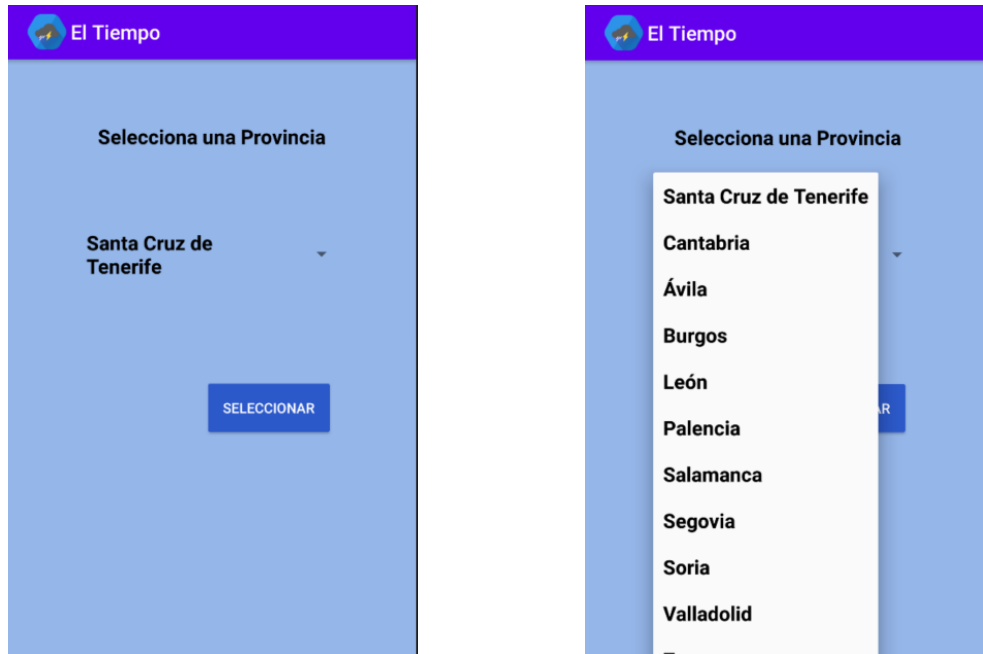 El Tiempo
Selecciona una Provincia
Santa Cruz de
Tenerife
SELECCIONAR
El Tiempo
Selecciona una Provincia
Santa Cruz de Tenerife
Cantabria
Ávila
Burgos
León
AR
Palencia
Salamanca
Segovia
Soria
Valladolid